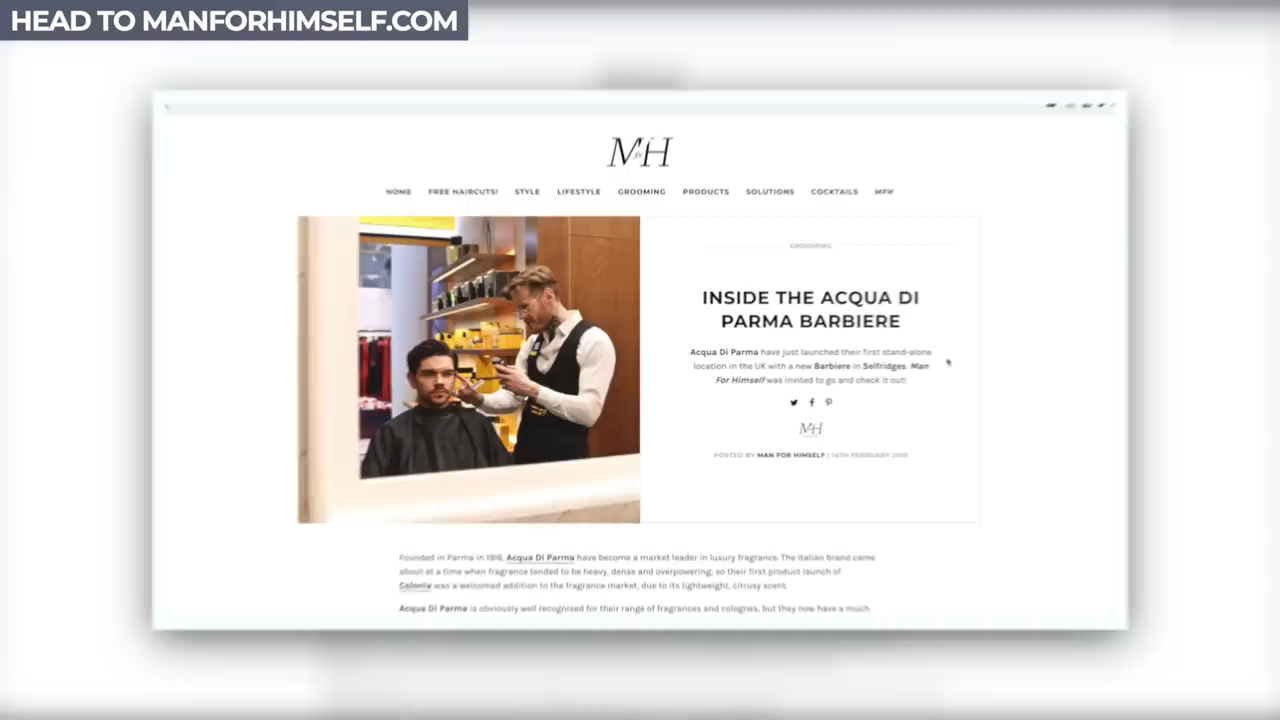 HEAD TO MANFORHIMSELF.COM
MfH
HOME FREE HAIRCUTS! STYLE LIFESTYLE GROOMING PRODUCTS SOLUTIONS COCKTAILS MFH
GROOMING
INSIDE THE ACQUA DI
PARMA BARBIERE
Acqua Di Parma have just launched their first stand-alone
location in the UK with a new Barbiere in Selfridges. Man
For Himself was invited to go and check it out!
MfH
POSTED BY MAN FOR HIMSELF | 14TH FEBRUARY
Founded in Parma in 1916, Acqua Di Parma have become a market leader in luxury fragrance. The Italian brand came
about at a time when fragrance tended to be heavy, dense and overpowering; so their first product launch of
Colonia was a welcomed addition to the fragrance market, due to its lightweight, citrusy scent.
Acqua Di Parma is obviously well recognised for their range of fragrances and colognes, but they now have a much